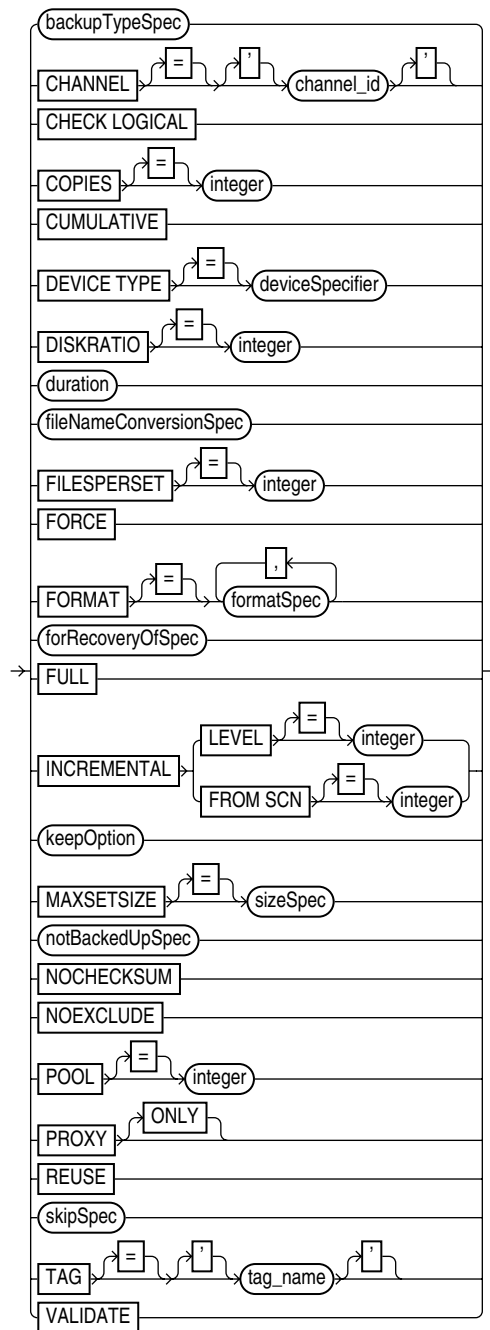 backupTypeSpec
= ' '
CHANNEL channel_id
CHECK LOGICAL
=
COPIES integer
CUMULATIVE
=
DEVICE TYPE deviceSpecifier
=
DISKRATIO integer
duration
fileNameConversionSpec
=
FILESPERSET integer
FORCE
,
=
FORMAT formatSpec
forRecoveryOfSpec
FULL
=
LEVEL integer
INCREMENTAL
=
FROM SCN integer
keepOption
=
MAXSETSIZE sizeSpec
notBackedUpSpec
NOCHECKSUM
NOEXCLUDE
=
POOL integer
ONLY
PROXY
REUSE
skipSpec
= ' '
TAG tag_name
VALIDATE